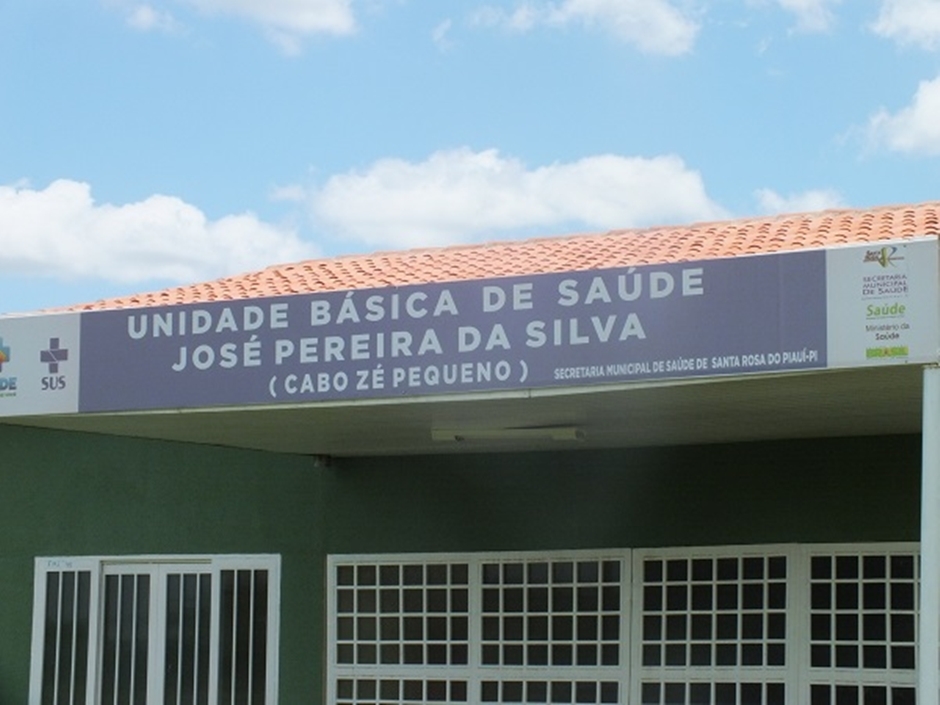 UNIDADE BÁSICA DE SAÚDE
JOSÉ PEREIRA DA SILVA
( CABO ZÉ PEQUENO )
SECRETARIA MUNICIPAL DE SAÚDE DE SANTA ROSA DO PIAUÍ-PI
SUS
SECRETARIA
MUNICIPAL
DE SAÚDE
Saúde
Ministério da
Saúde
BRASIL